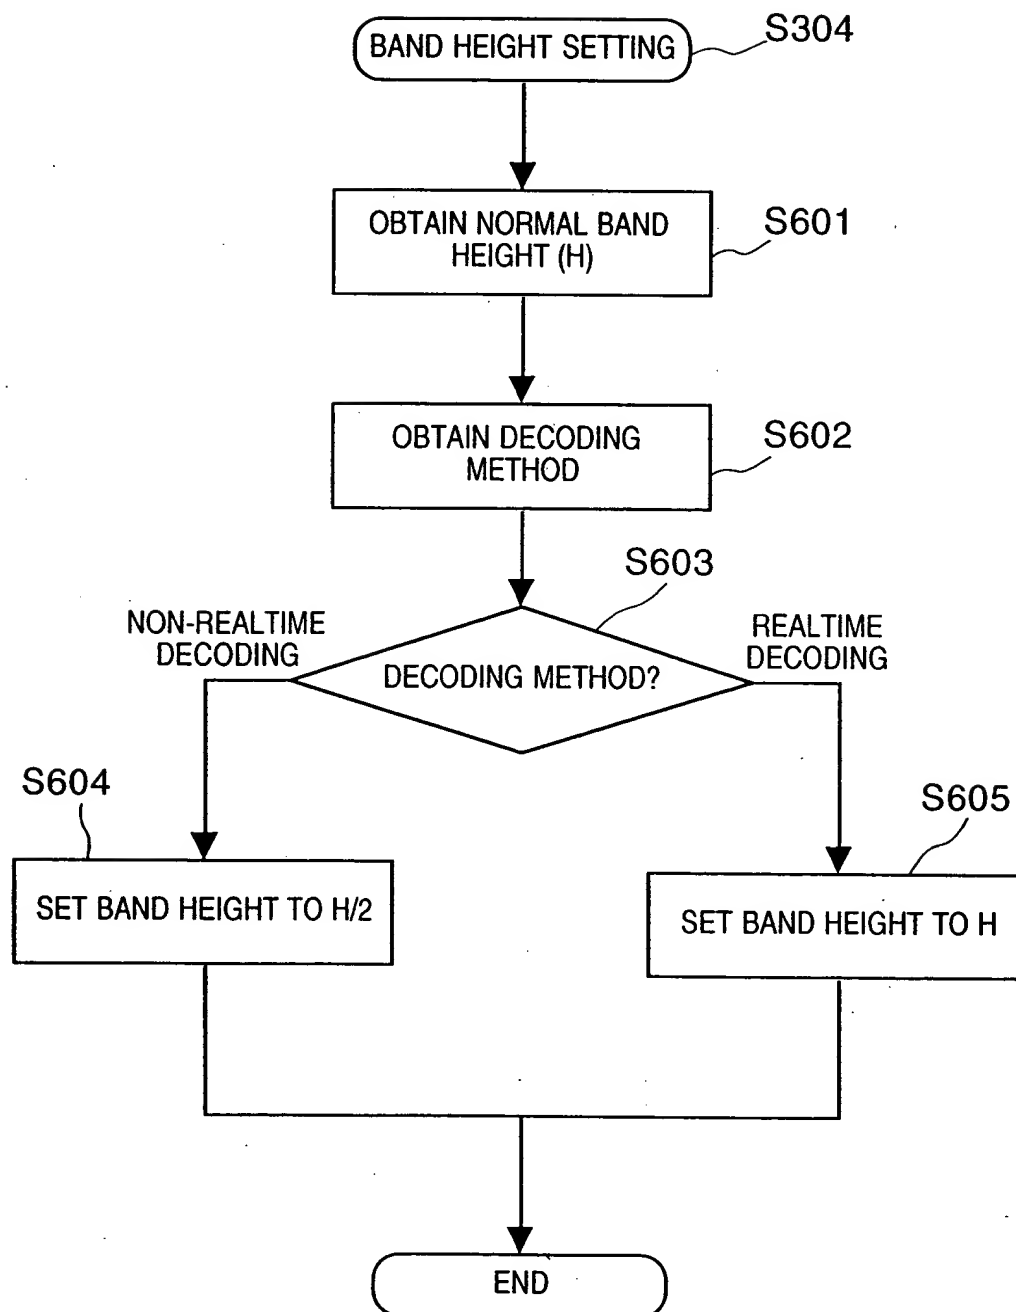 BAND HEIGHT SETTING
S304
OBTAIN NORMAL BAND
HEIGHT (H)
S601
OBTAIN DECODING
METHOD
S602
S603
NON-REALTIME
DECODING
DECODING METHOD?
REALTIME
DECODING
S604
SET BAND HEIGHT TO H/2
S605
SET BAND HEIGHT TO H
END